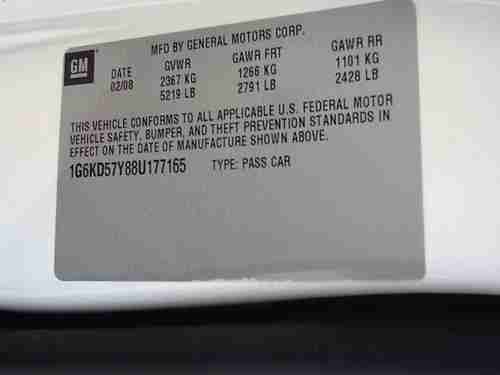 GM
MFD BY GENERAL MOTORS CORP.
DATE GVWR GAWR FRT GAWR RR
02/08 2367 KG 1266 KG 1101 KG
5219 LB 2791 LB 2428 LB
THIS VEHICLE CONFORMS TO ALL APPLICABLE U.S. FEDERAL MOTOR
VEHICLE SAFETY, BUMPER, AND THEFT PREVENTION STANDARDS IN
EFFECT ON THE DATE OF MANUFACTURE SHOWN ABOVE.
1G6KD57Y88U177165 TYPE: PASS CAR